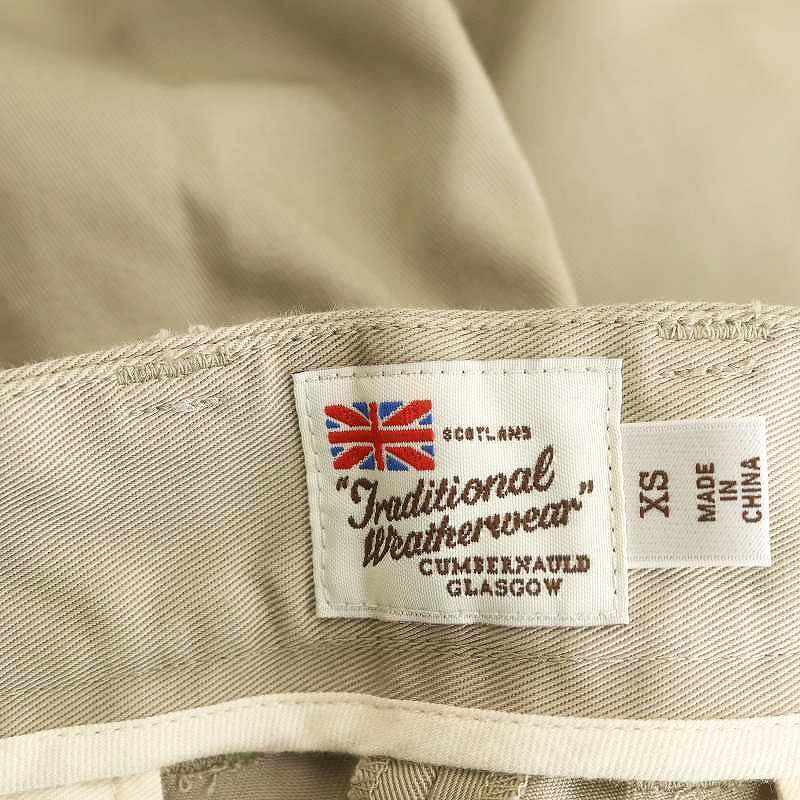 SCOTLAND
"Traditional
Weatherwear"
CUMBERNAULD
GLASGOW
XS
MADE
IN
CHINA